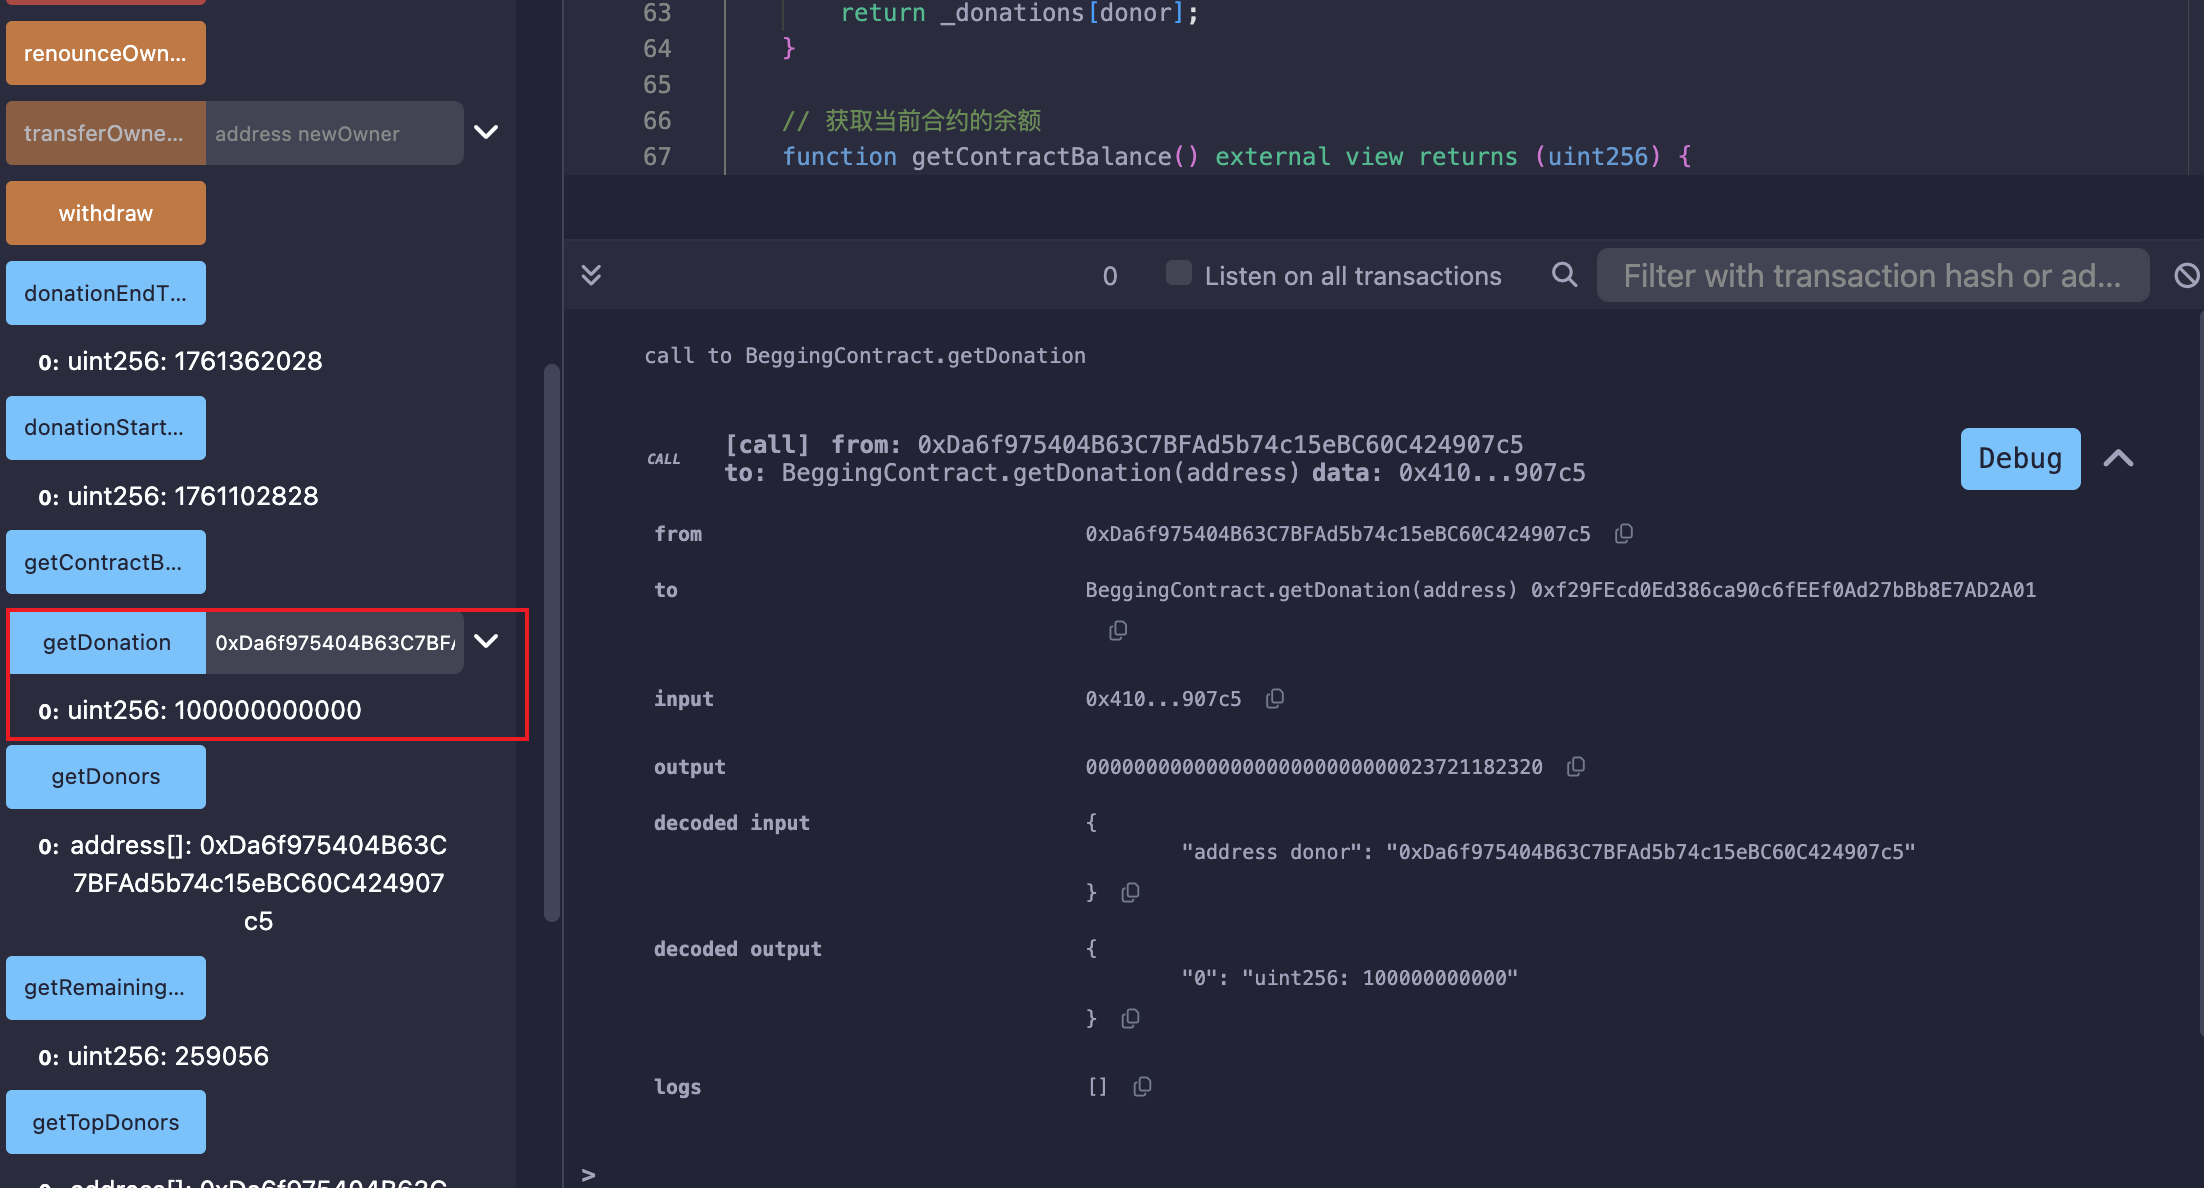 renounceOwn...
transferOwne... address newOwner
withdraw
donationEndT...
0: uint256: 1761362028
donationStart...
0: uint256: 1761102828
getContractB...
getDonation 0xDa6f975404B63C7BF
0: uint256: 100000000000
getDonors
0: address[]: 0xDa6f975404B63C
7BFAd5b74c15eBC60C424907
c5
getRemaining...
0: uint256: 259056
getTopDonors
0: address[]: 0xDa6f975404B63C
63 return _donations[donor];
64 }
65
66 // 获取当前合约的余额
67 function getContractBalance() external view returns (uint256) {
0 Listen on all transactions Filter with transaction hash or ad...
call to BeggingContract.getDonation
CALL [call] from: 0xDa6f975404B63C7BFAd5b74c15eBC60C424907c5
to: BeggingContract.getDonation(address) data: 0x410...907c5
Debug
from 0xDa6f975404B63C7BFAd5b74c15eBC60C424907c5
to BeggingContract.getDonation(address) 0xf29FEcd0Ed386ca90c6fEEf0Ad27bBb8E7AD2A01
input 0x410...907c5
output 00000000000000000000000000023721182320
decoded input {
"address donor": "0xDa6f975404B63C7BFAd5b74c15eBC60C424907c5"
}
decoded output {
"0": "uint256: 100000000000"
}
logs []
>